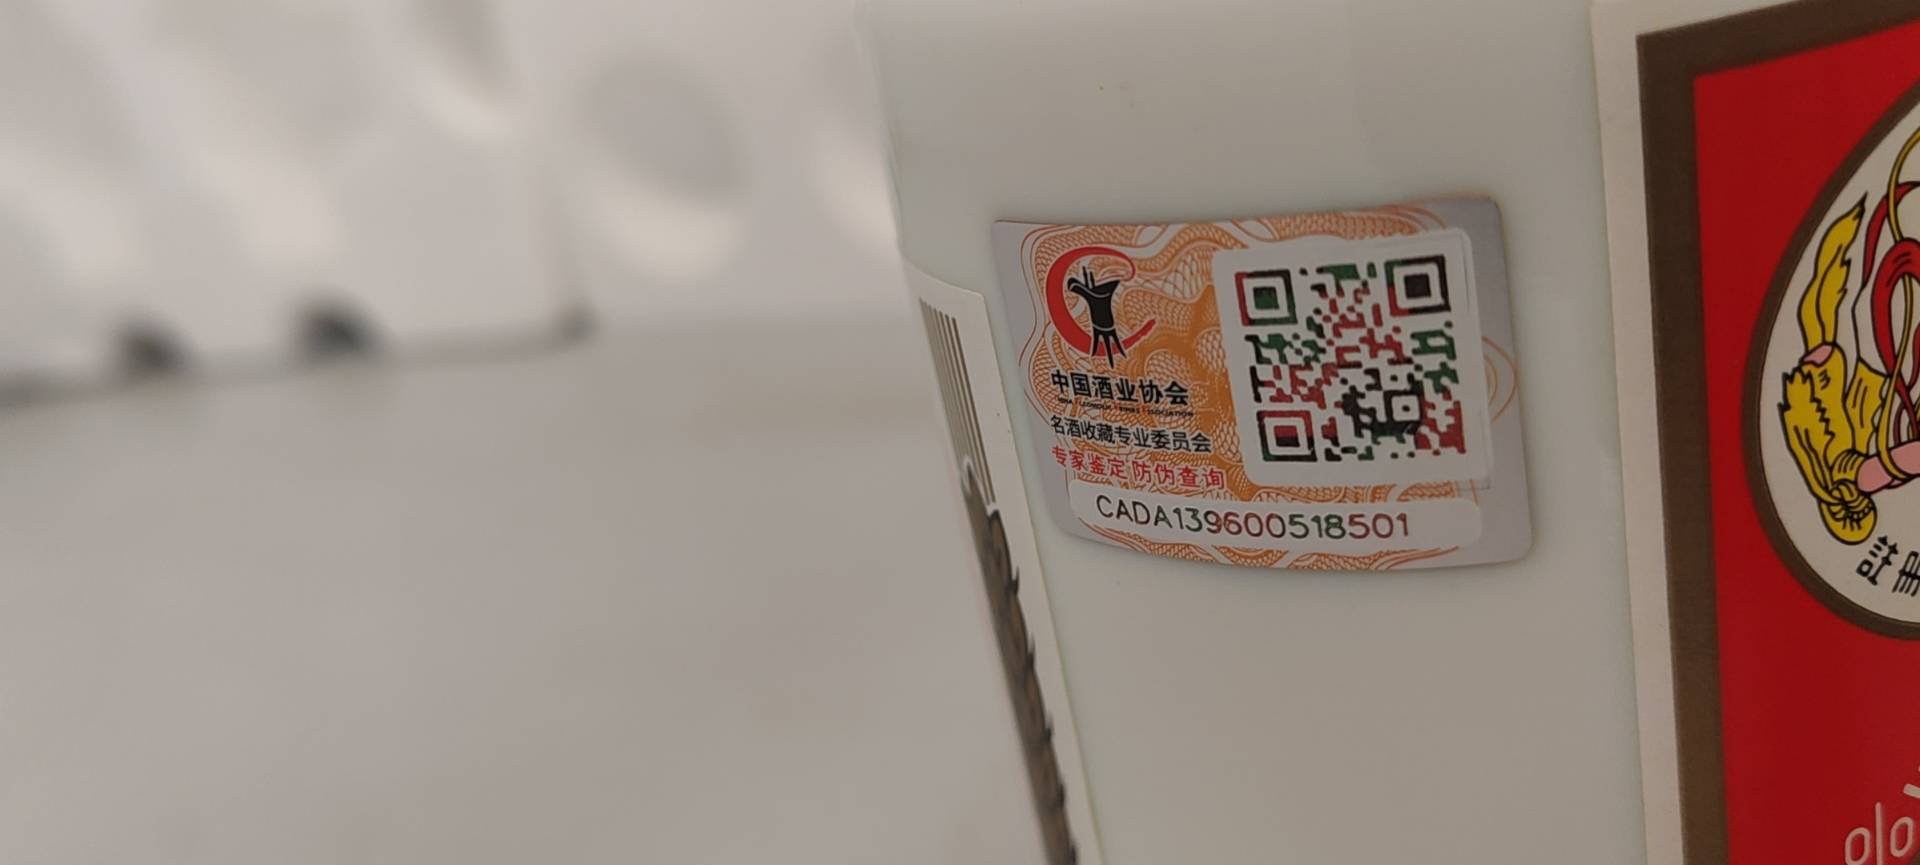 中国酒业协会
名酒收藏专业委员会
专家鉴定 防伪查询
CADA139600518501